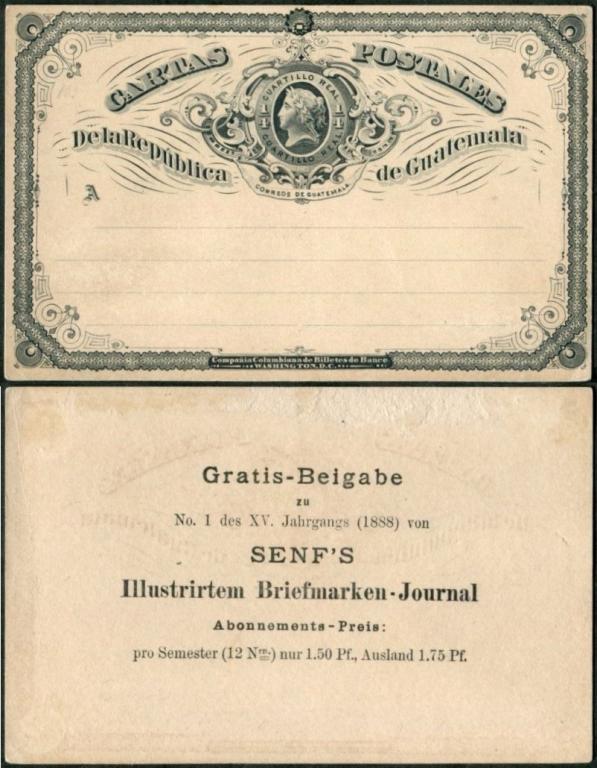 CARTAS POSTALES
CUARTILLO REAL
CUARTILLO REAL
De la República de Guatemala
CORREOS DE GUATEMALA
A
Compañia Colombiana de Billetes de Banco
WASHINGTON, D.C.
Gratis-Beigabe
zu
No. 1 des XV. Jahrgangs (1888) von
SENF'S
Illustrirtem Briefmarken-Journal
Abonnements-Preis:
pro Semester (12 Nrn.) nur 1.50 Pf., Ausland 1.75 Pf.